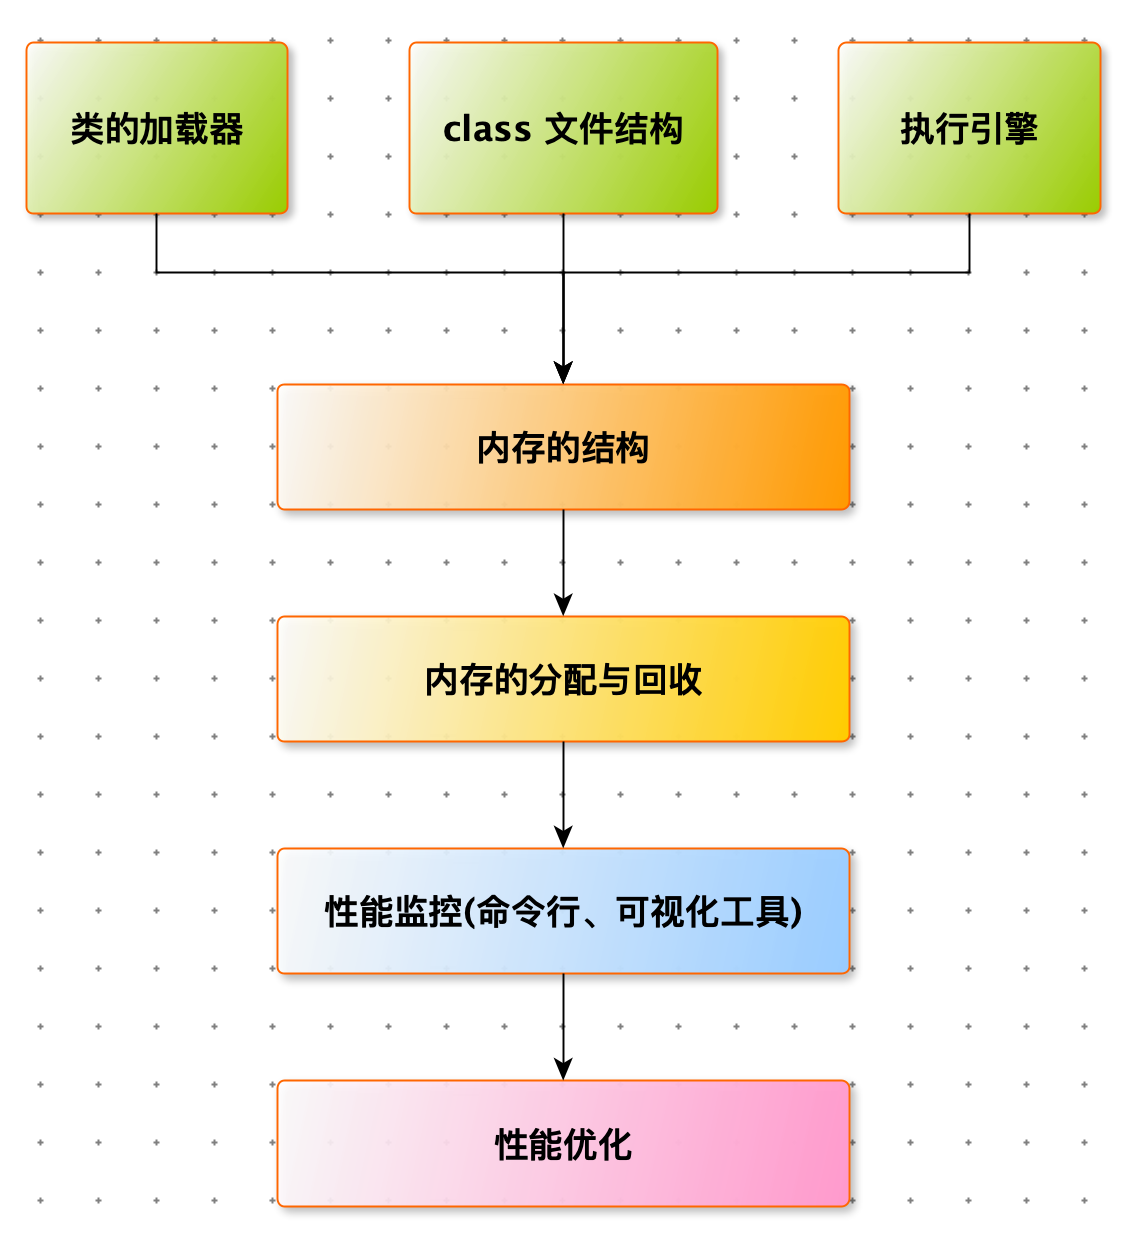 类的加载器
class 文件结构
执行引擎
内存的结构
内存的分配与回收
性能监控(命令行、可视化工具)
性能优化